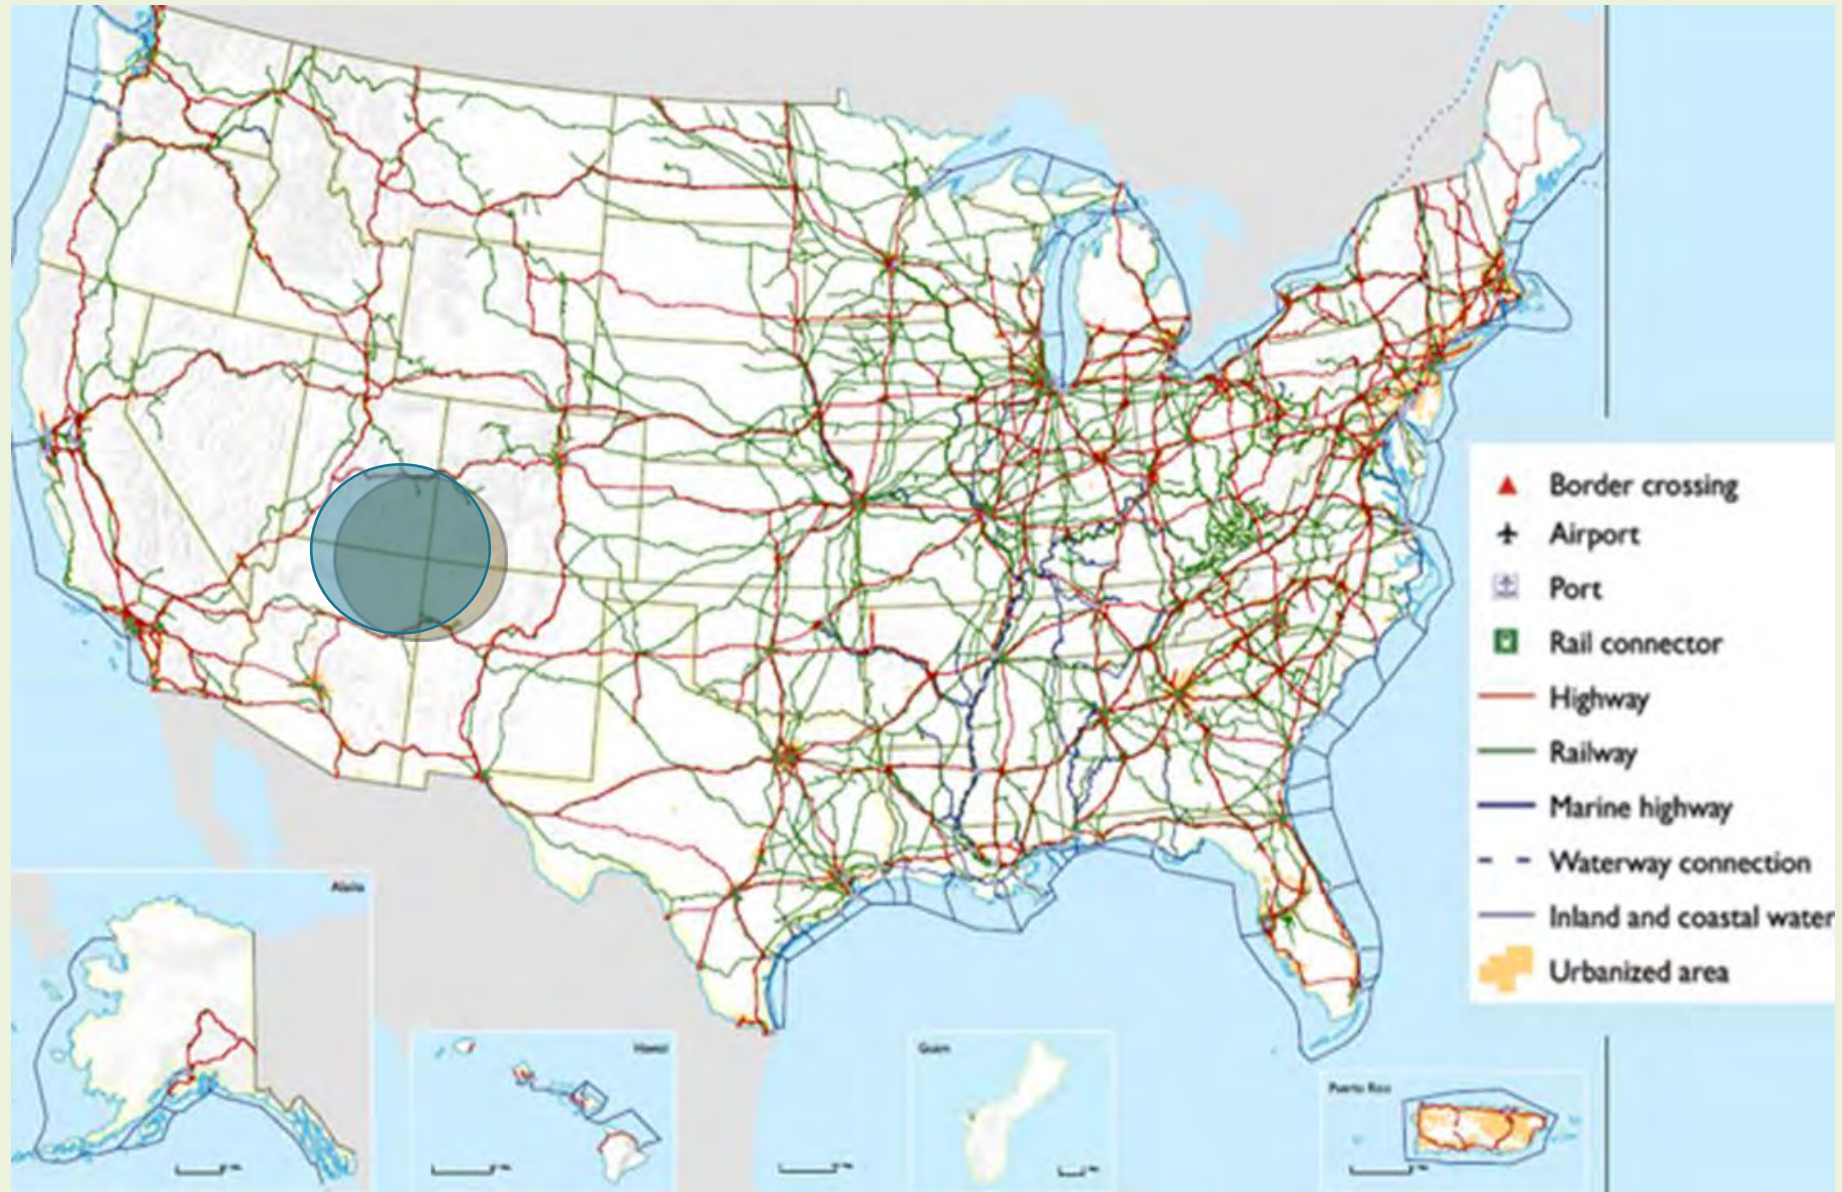 Border crossing
Airport
Port
Rail connector
Highway
Railway
Marine highway
Waterway connection
Inland and coastal water
Urbanized area
Alaska
Hawaii
Guam
Puerto Rico